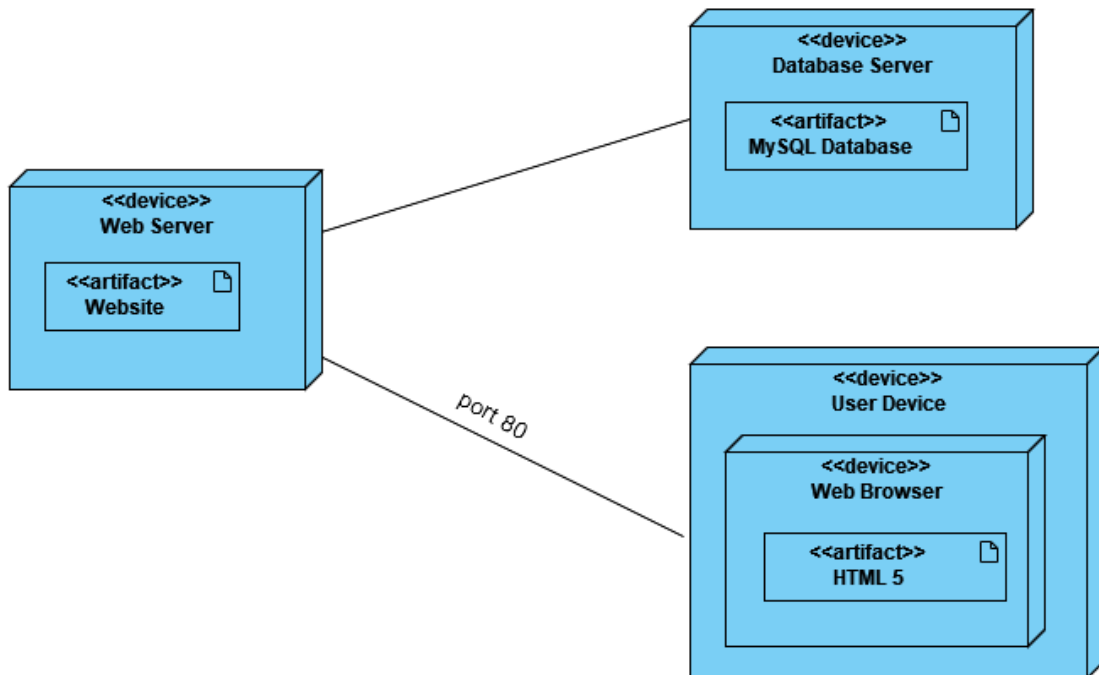 <<device>>
Database Server
<<artifact>>
MySQL Database
<<device>>
Web Server
<<artifact>>
Website
port 80
<<device>>
User Device
<<device>>
Web Browser
<<artifact>>
HTML 5